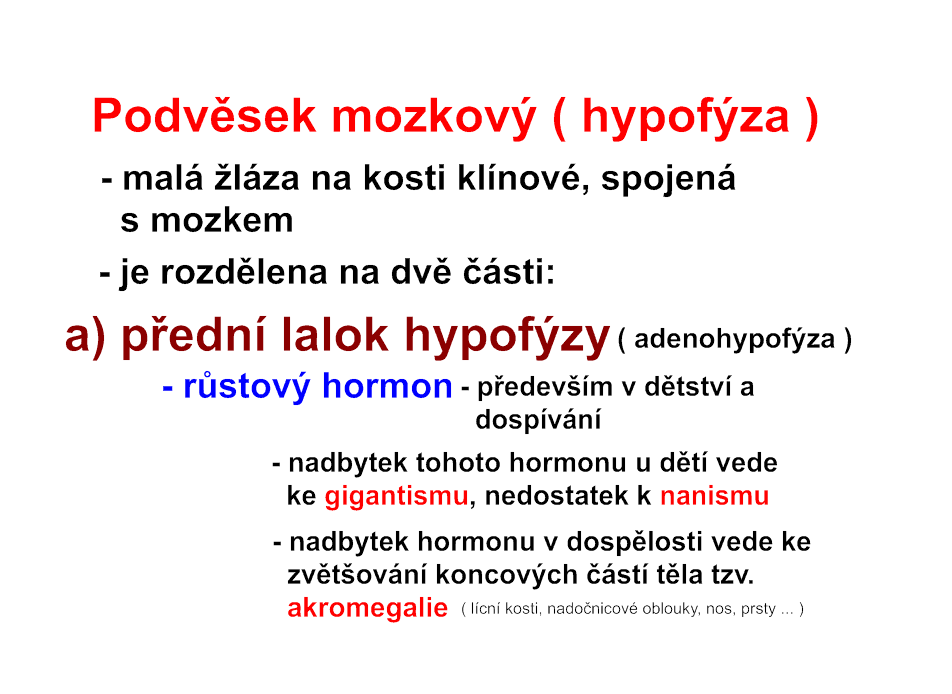 Podvěsek mozkový ( hypofýza )
- malá žláza na kosti klínové, spojená
s mozkem
- je rozdělena na dvě části:
a) přední lalok hypofýzy ( adenohypofýza )
- růstový hormon - především v dětství a
dospívání
- nadbytek tohoto hormonu u dětí vede
ke gigantismu, nedostatek k nanismu
- nadbytek hormonu v dospělosti vede ke
zvětšování koncových částí těla tzv.
akromegalie ( lícní kosti, nadočnicové oblouky, nos, prsty ... )